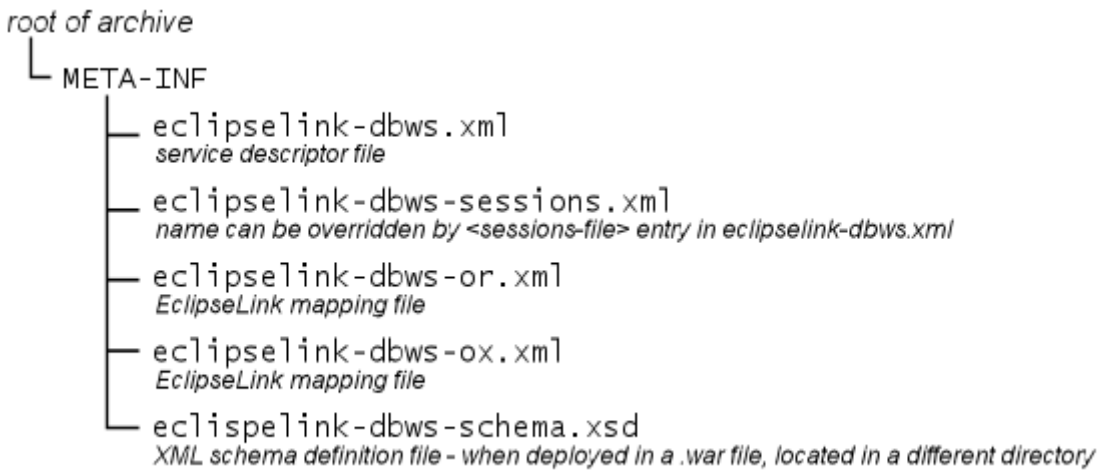 root of archive
META-INF
eclipselink-dbws.xml
service descriptor file
eclipselink-dbws-sessions.xml
name can be overridden by <sessions-file> entry in eclipselink-dbws.xml
eclipselink-dbws-or.xml
EclipseLink mapping file
eclipselink-dbws-ox.xml
EclipseLink mapping file
eclispelink-dbws-schema.xsd
XML schema definition file - when deployed in a .war file, located in a different directory